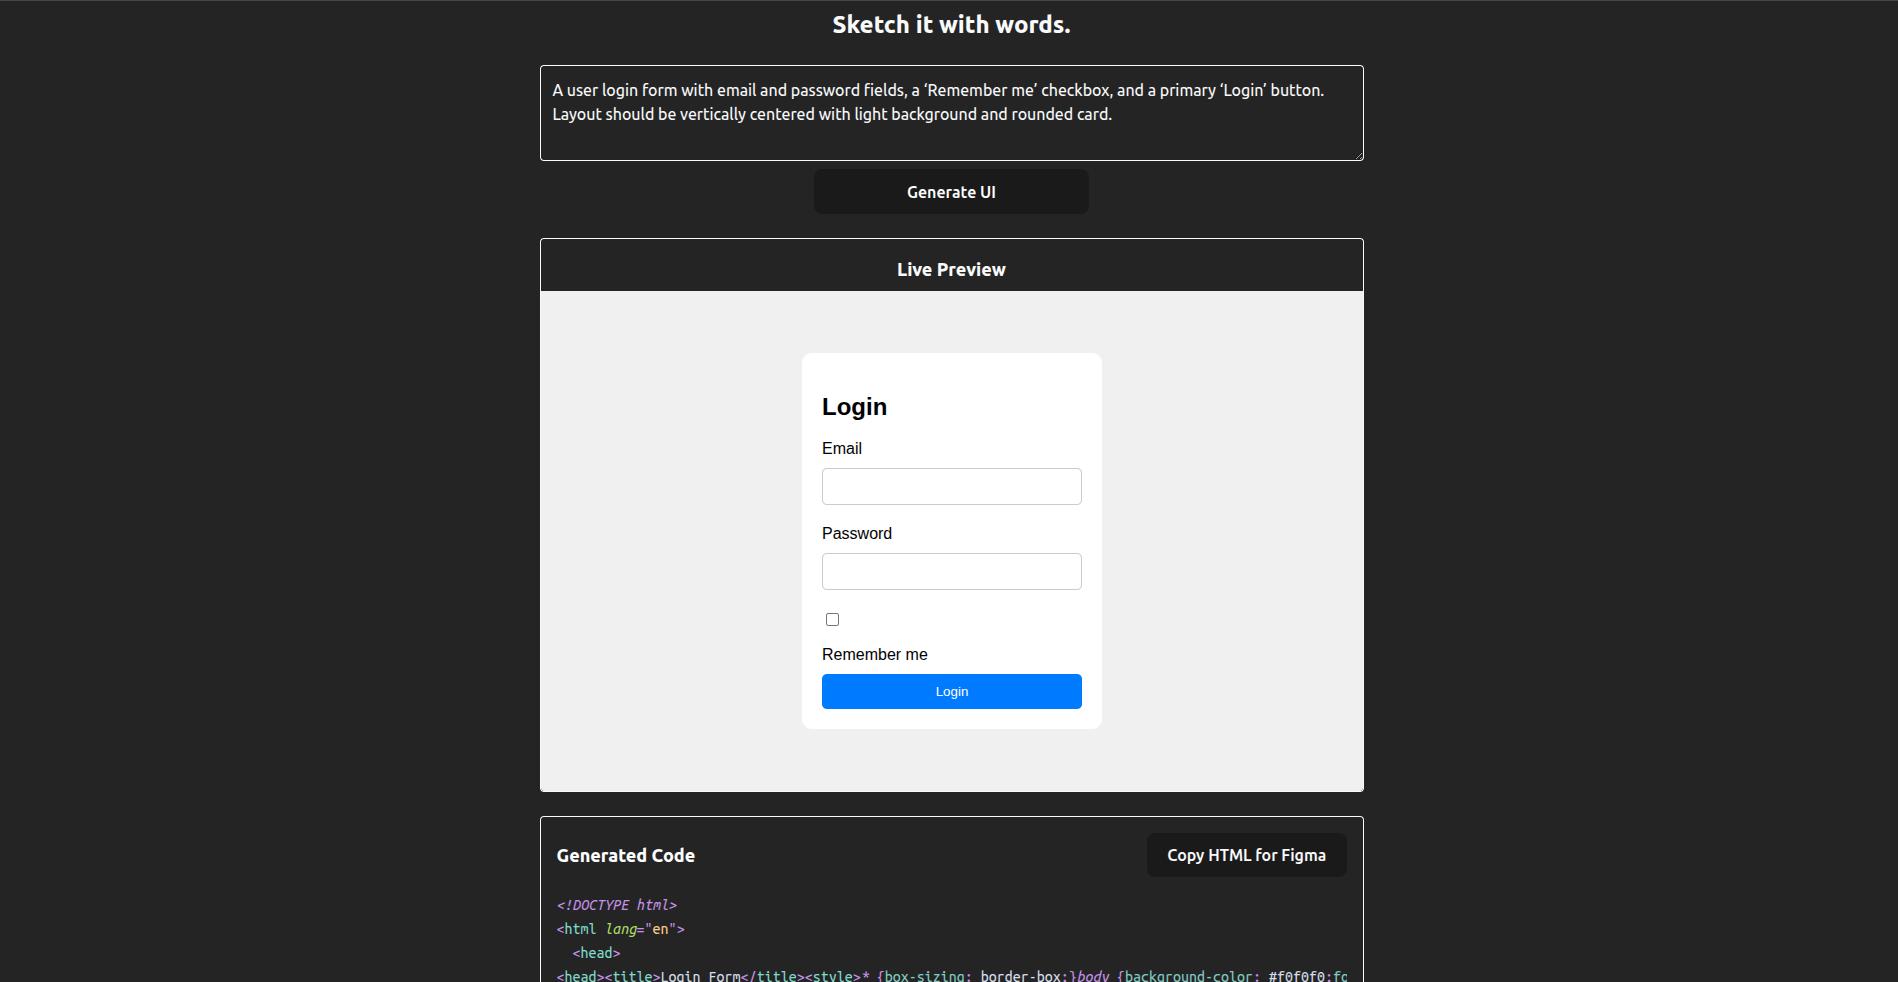 Sketch it with words.
A user login form with email and password fields, a ‘Remember me’ checkbox, and a primary ‘Login’ button.
Layout should be vertically centered with light background and rounded card.
Generate UI
Live Preview
Login
Email
Password
Remember me
Login
Generated Code
Copy HTML for Figma
<!DOCTYPE html>
<html lang="en">
<head>
<head><title>Login Form</title><style>* {box-sizing: border-box;}body {background-color: #f0f0f0;fo